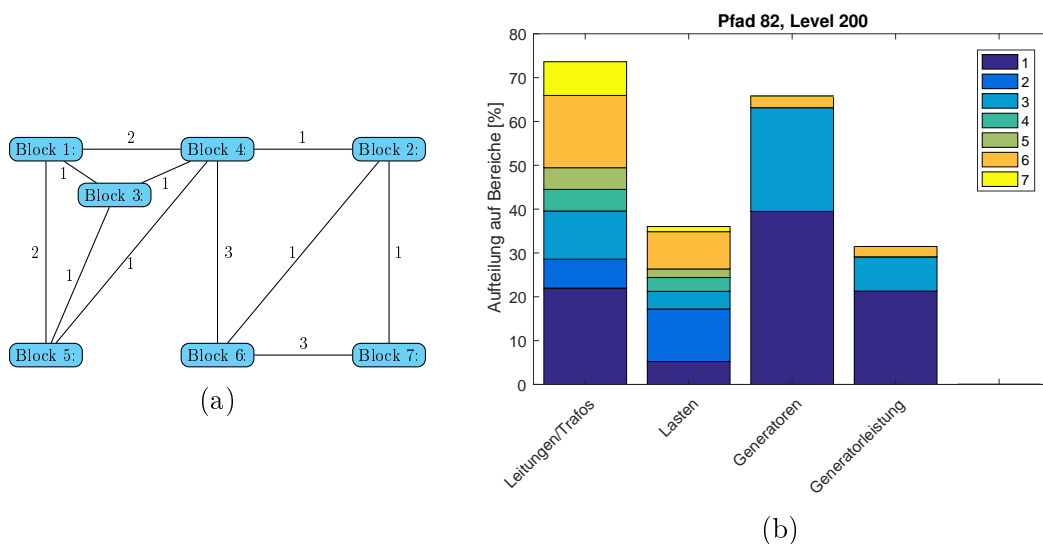 Block 1:
2
Block 4:
1
Block 2:
1
Block 3:
1
2
1
1
3
1
1
Block 5:
Block 6:
3
Block 7:
(a)
Pfad 82, Level 200
Aufteilung auf Bereiche [%]
80
70
60
50
40
30
20
10
0
1
2
3
4
5
6
7
Leitungen/Trafos
Lasten
Generatoren
Generatorleistung
(b)